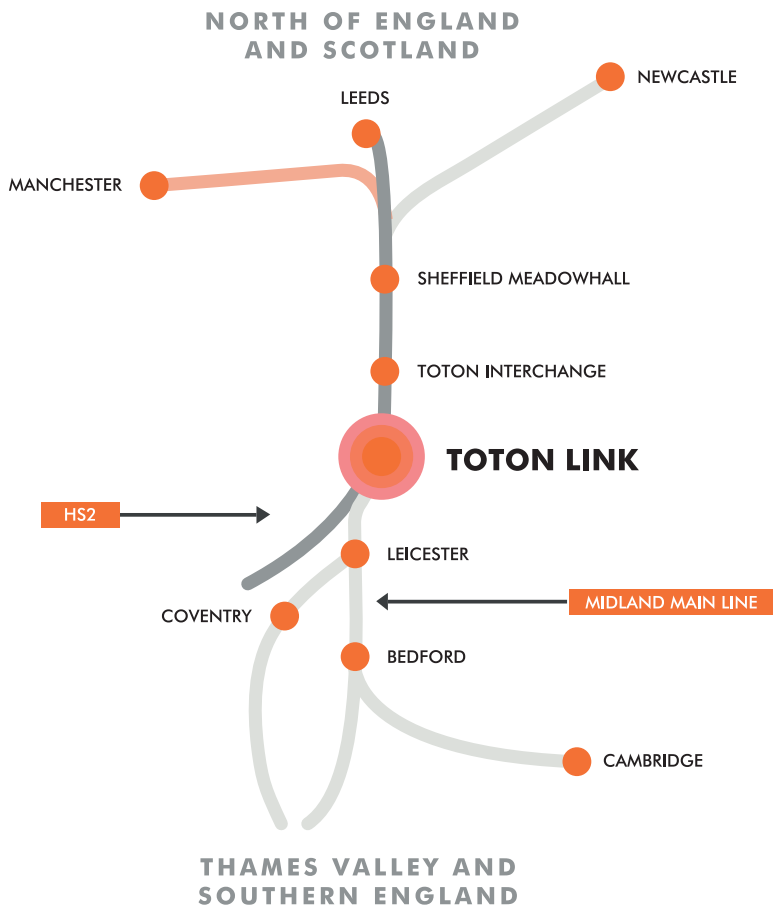 NORTH OF ENGLAND
AND SCOTLAND
NEWCASTLE
LEEDS
MANCHESTER
SHEFFIELD MEADOWHALL
TOTON INTERCHANGE
TOTON LINK
HS2
LEICESTER
MIDLAND MAIN LINE
COVENTRY
BEDFORD
CAMBRIDGE
THAMES VALLEY AND
SOUTHERN ENGLAND